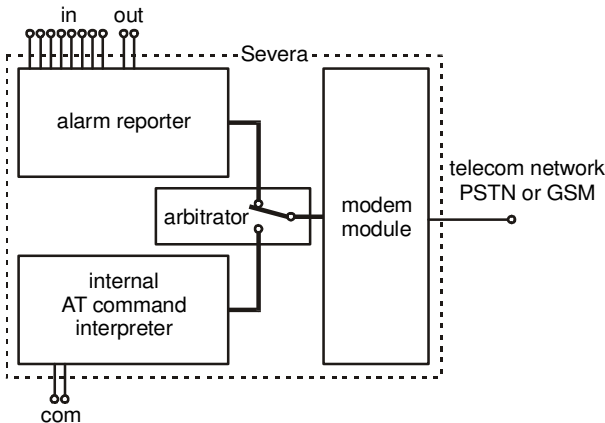 in out
Severa
alarm reporter
telecom network
PSTN or GSM
arbitrator
modem
module
internal
AT command
interpreter
com